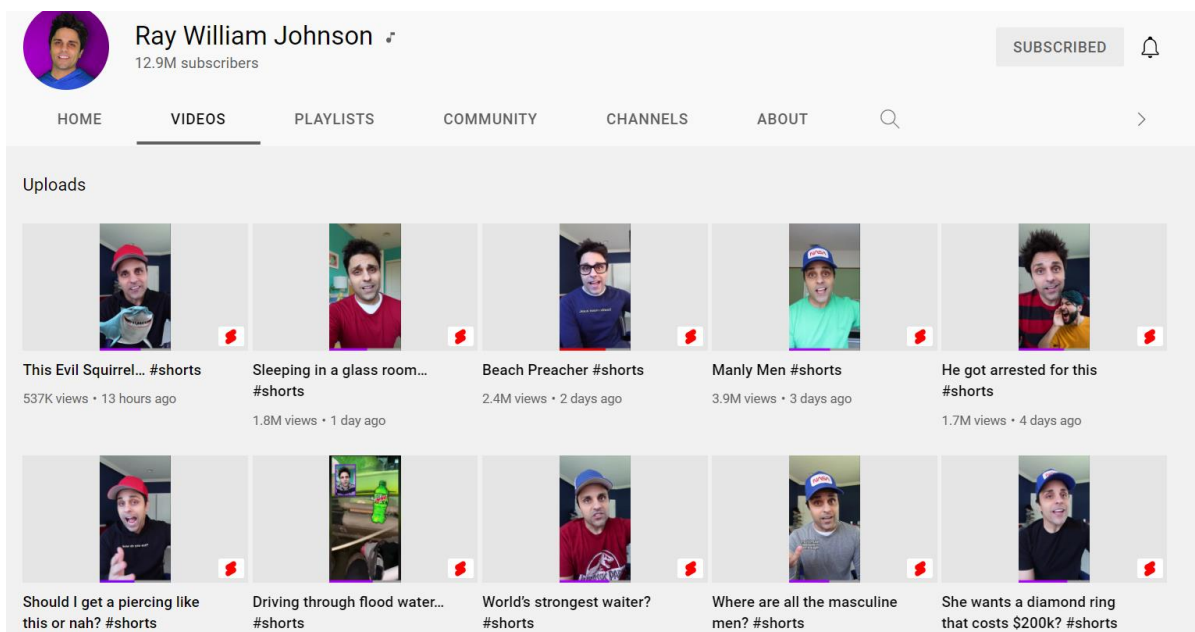 Ray William Johnson
12.9M subscribers
SUBSCRIBED
HOME VIDEOS PLAYLISTS COMMUNITY CHANNELS ABOUT
Uploads
NASA
This Evil Squirrel... #shorts
537K views • 13 hours ago
Sleeping in a glass room...
#shorts
1.8M views • 1 day ago
Beach Preacher #shorts
2.4M views • 2 days ago
Manly Men #shorts
3.9M views • 3 days ago
He got arrested for this
#shorts
1.7M views • 4 days ago
NASA
Should I get a piercing like
this or nah? #shorts
Driving through flood water...
#shorts
World's strongest waiter?
#shorts
Where are all the masculine
men? #shorts
She wants a diamond ring
that costs $200k? #shorts